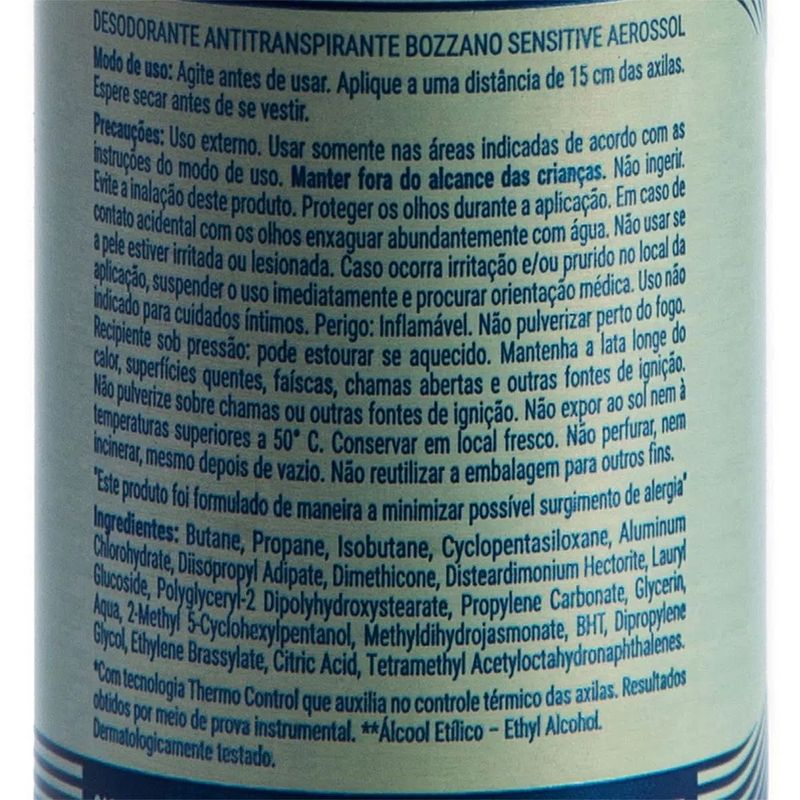 DESODORANTE ANTITRANSPIRANTE BOZZANO SENSITIVE AEROSSOL
Modo de uso: Agite antes de usar. Aplique a uma distância de 15 cm das axilas.
Espere secar antes de se vestir.
Precauções: Uso externo. Usar somente nas áreas indicadas de acordo com as
instruções do modo de uso. Manter fora do alcance das crianças. Não ingerir.
Evite a inalação deste produto. Proteger os olhos durante a aplicação. Em caso de
contato acidental com os olhos enxaguar abundantemente com água. Não usar se
a pele estiver irritada ou lesionada. Caso ocorra irritação e/ou prurido no local da
aplicação, suspender o uso imediatamente e procurar orientação médica. Uso não
indicado para cuidados íntimos. Perigo: Inflamável. Não pulverizar perto do fogo.
Recipiente sob pressão: pode estourar se aquecido. Mantenha a lata longe do
calor, superfícies quentes, faíscas, chamas abertas e outras fontes de ignição.
Não pulverize sobre chamas ou outras fontes de ignição. Não expor ao sol nem à
temperaturas superiores a 50° C. Conservar em local fresco. Não perfurar, nem
incinerar, mesmo depois de vazio. Não reutilizar a embalagem para outros fins.
"Este produto foi formulado de maneira a minimizar possível surgimento de alergia"
Ingredientes: Butane, Propane, Isobutane, Cyclopentasiloxane, Aluminum
Chlorohydrate, Diisopropyl Adipate, Dimethicone, Disteardimonium Hectorite, Lauryl
Glucoside, Polyglyceryl-2 Dipolyhydroxystearate, Propylene Carbonate, Glycerin,
Aqua, 2-Methyl 5-Cyclohexylpentanol, Methyldihydrojasmonate, BHT, Dipropylene
Glycol, Ethylene Brassylate, Citric Acid, Tetramethyl Acetyloctahydronaphthalenes.
*Com tecnologia Thermo Control que auxilia no controle térmico das axilas. Resultados
obtidos por meio de prova instrumental. **Álcool Etílico – Ethyl Alcohol.
Dermatologicamente testado.